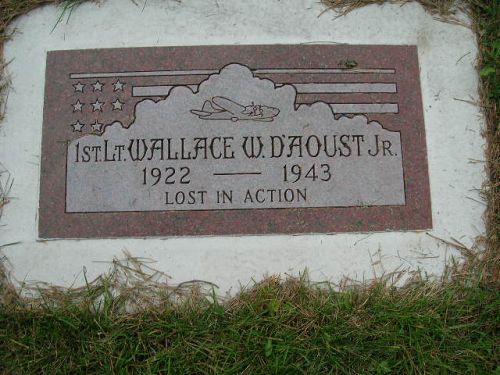 1ST. LT. WALLACE W. D'AOUST JR.
1922 — 1943
LOST IN ACTION